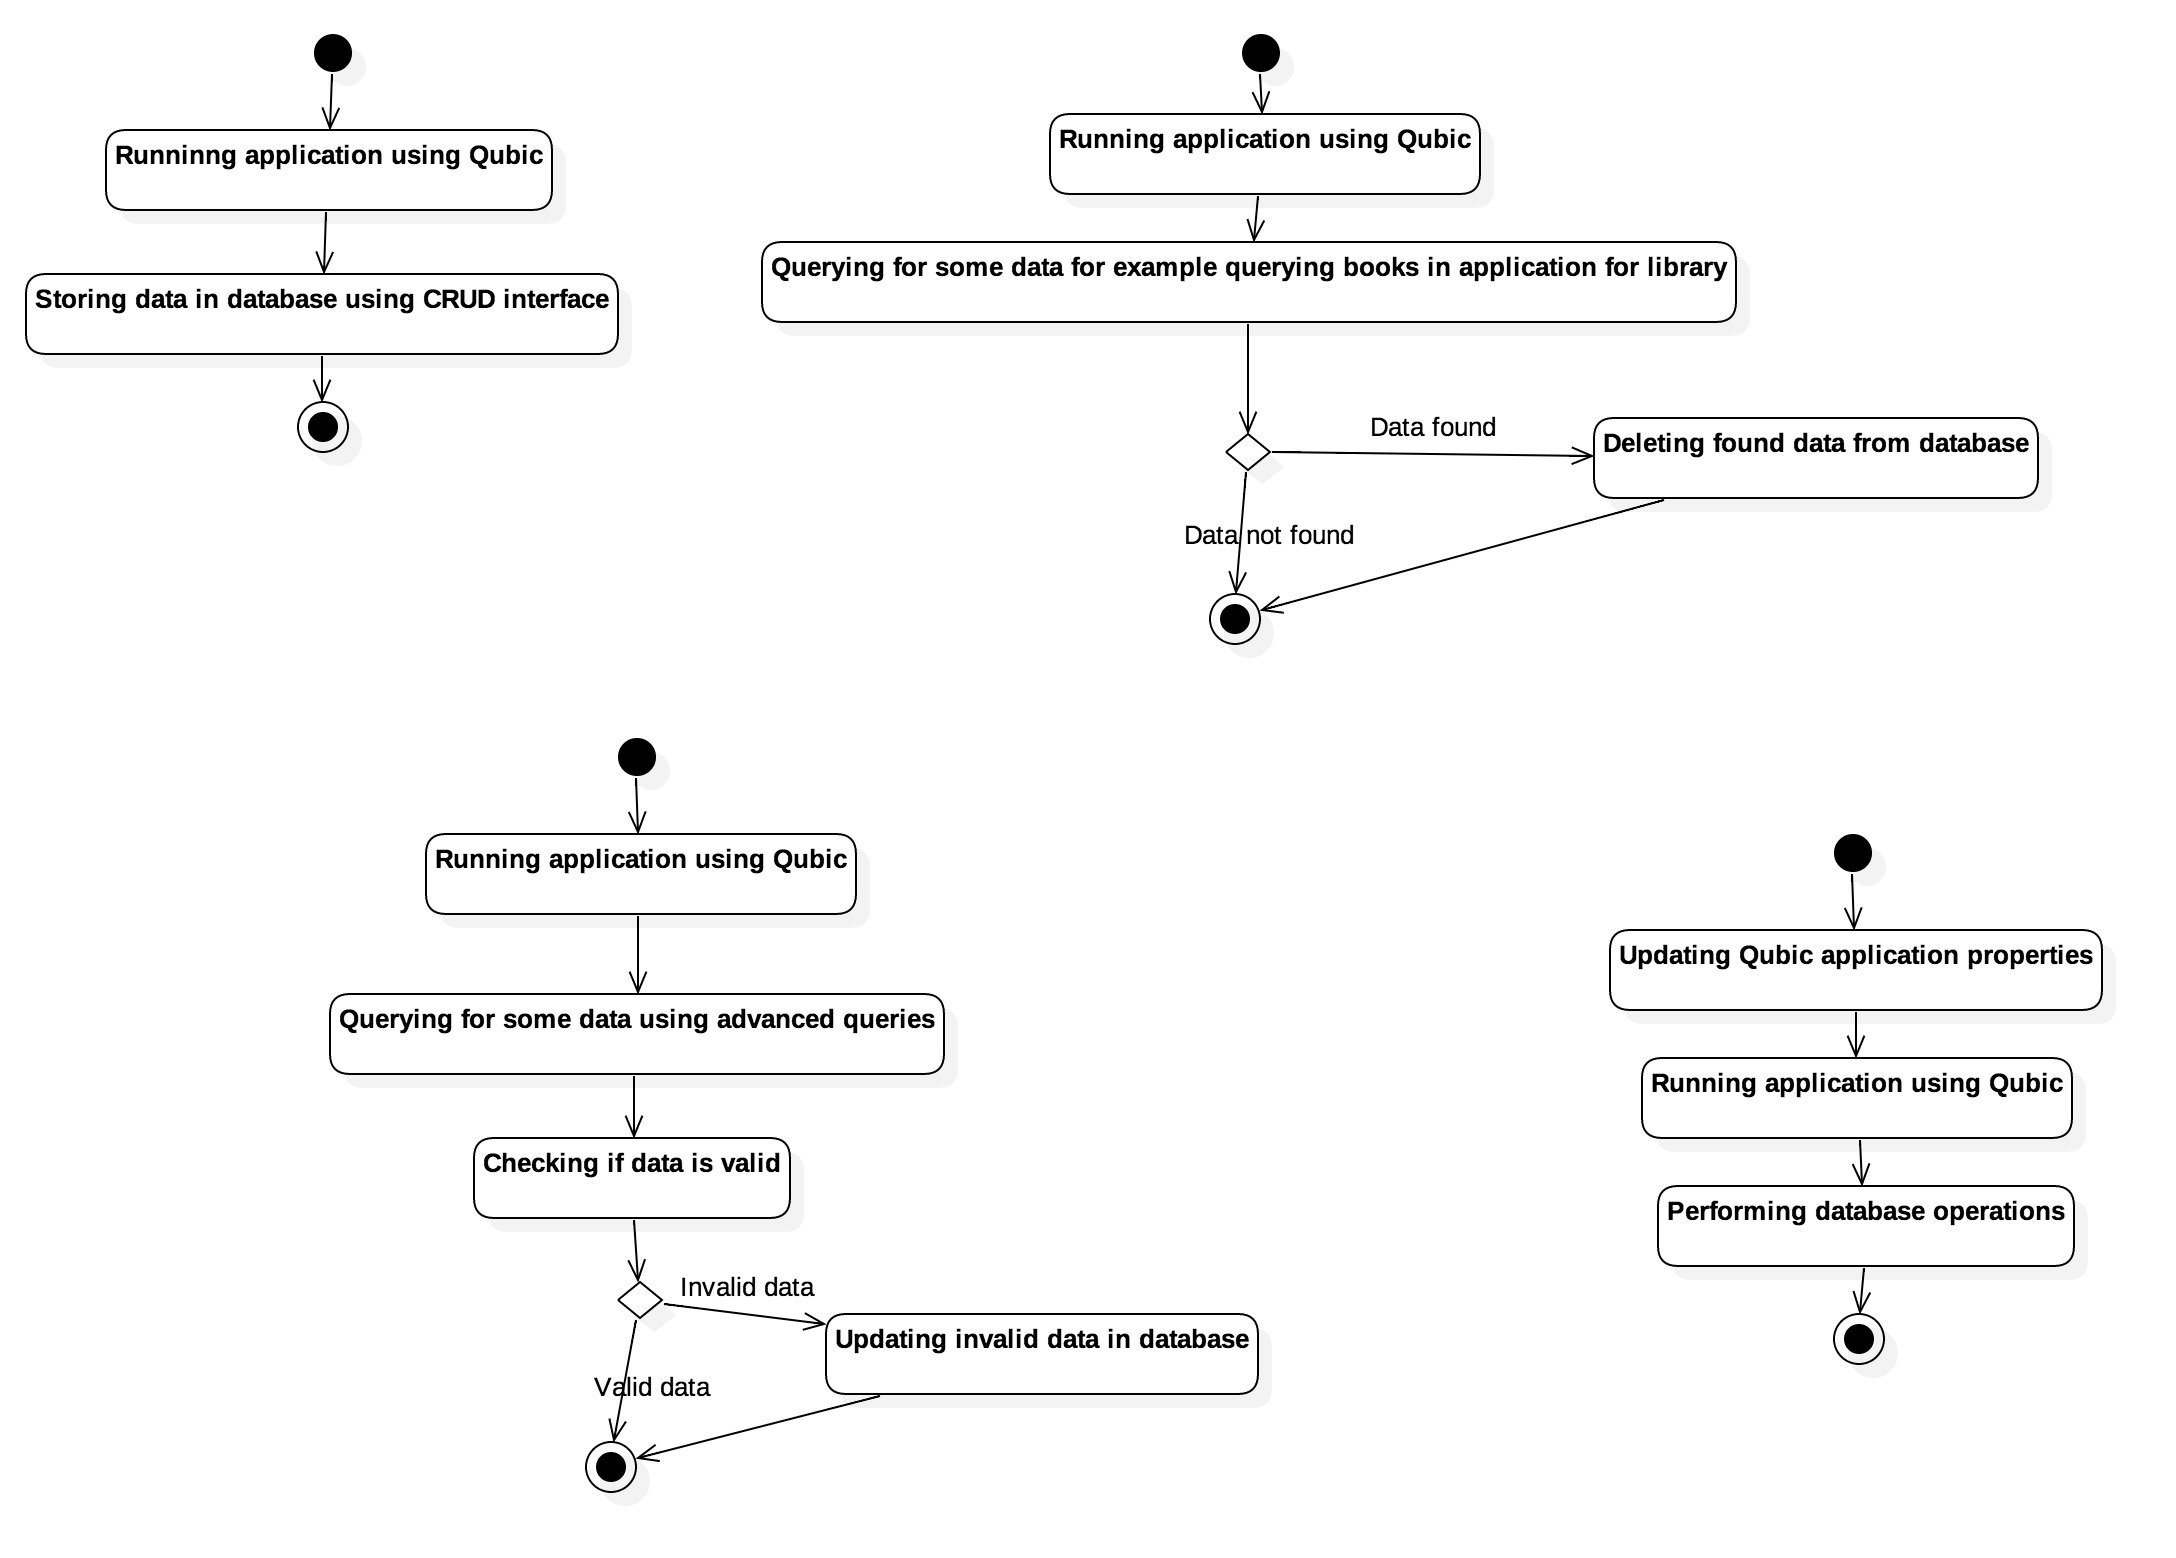 Runninng application using Qubic
Storing data in database using CRUD interface
Running application using Qubic
Querying for some data for example querying books in application for library
Data found
Deleting found data from database
Data not found
Running application using Qubic
Querying for some data using advanced queries
Checking if data is valid
Invalid data
Updating invalid data in database
Valid data
Updating Qubic application properties
Running application using Qubic
Performing database operations